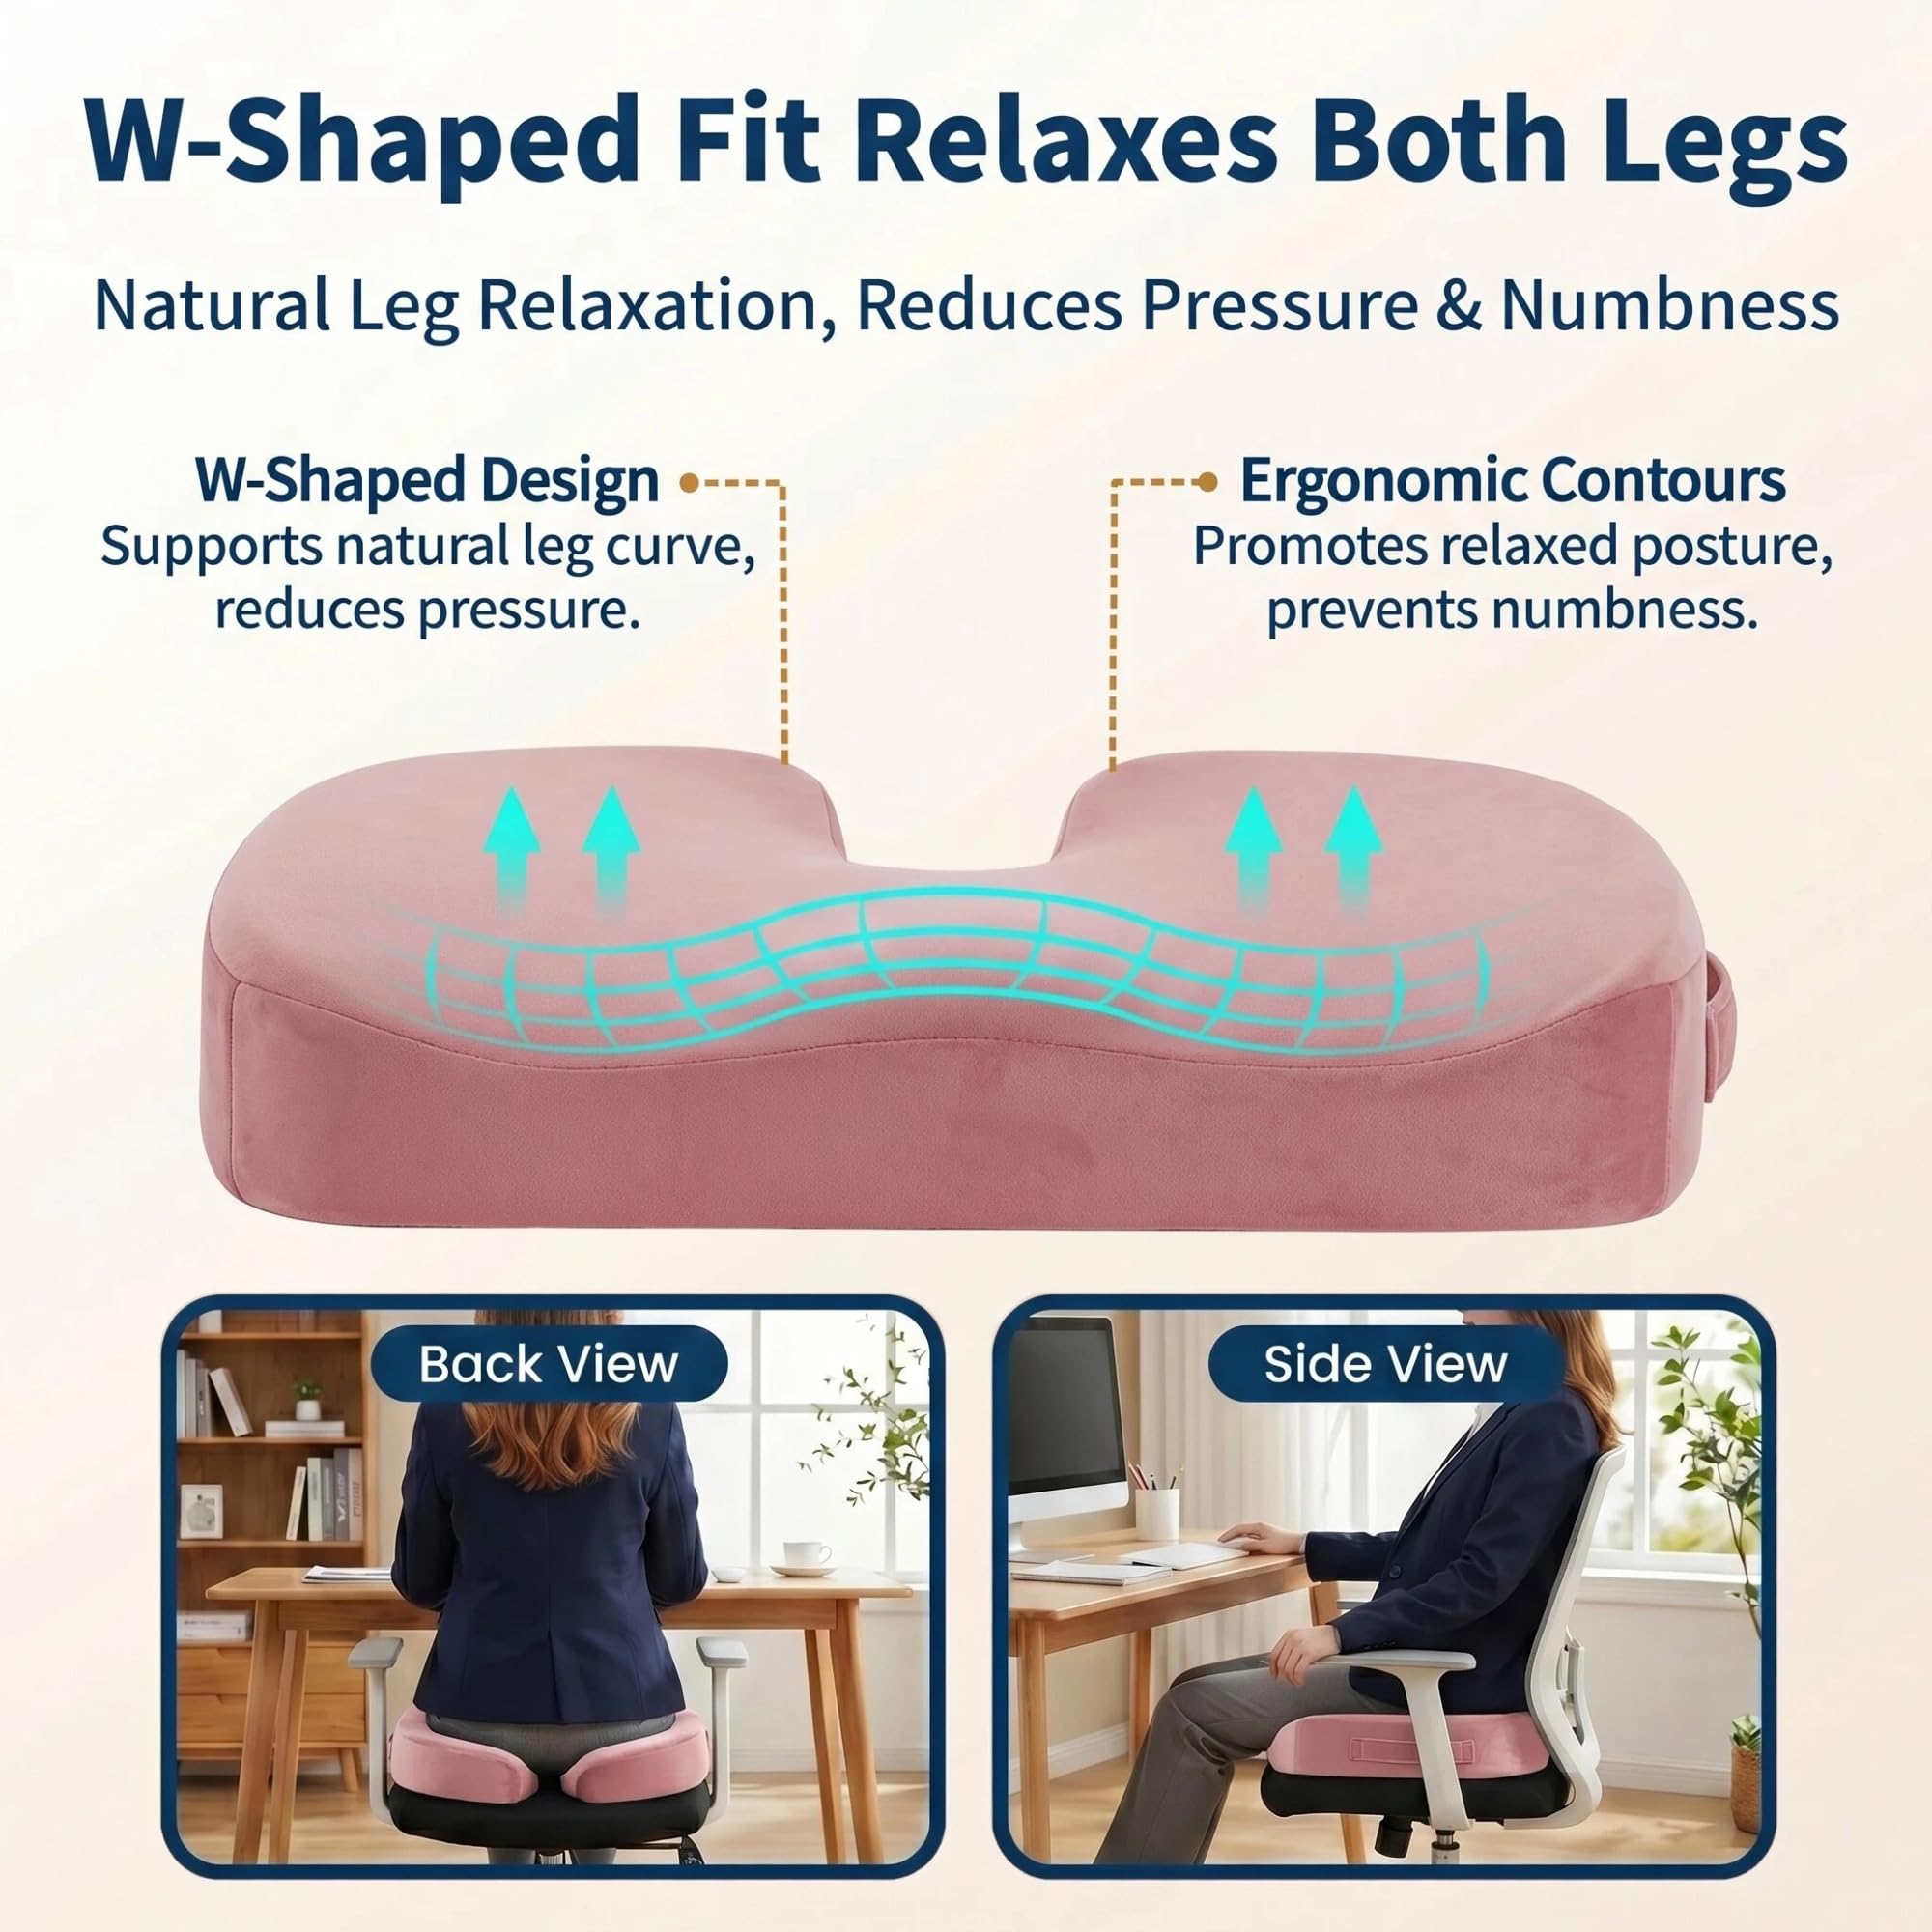 W-Shaped Fit Relaxes Both Legs
Natural Leg Relaxation, Reduces Pressure & Numbness
W-Shaped Design
Supports natural leg curve,
reduces pressure.
Ergonomic Contours
Promotes relaxed posture,
prevents numbness.
Back View
Side View